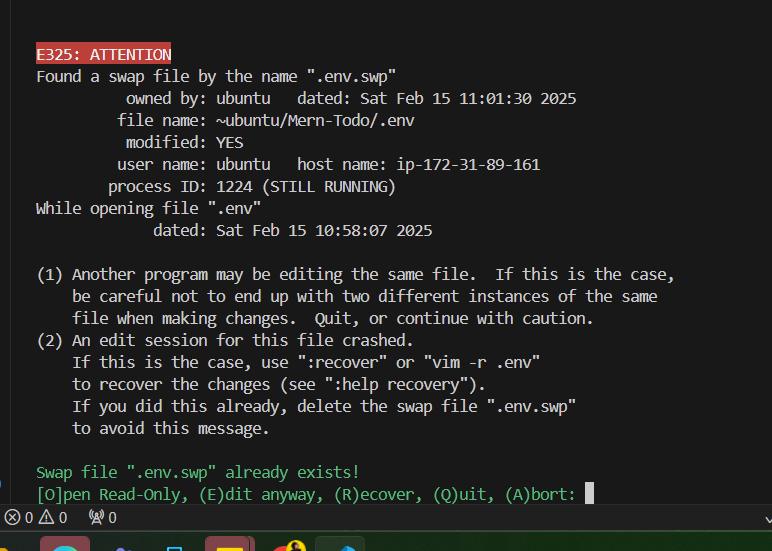 E325: ATTENTION
Found a swap file by the name ".env.swp"
owned by: ubuntu   dated: Sat Feb 15 11:01:30 2025
file name: ~ubuntu/Mern-Todo/.env
modified: YES
user name: ubuntu   host name: ip-172-31-89-161
process ID: 1224 (STILL RUNNING)
While opening file ".env"
dated: Sat Feb 15 10:58:07 2025
(1) Another program may be editing the same file.  If this is the case,
be careful not to end up with two different instances of the same
file when making changes.  Quit, or continue with caution.
(2) An edit session for this file crashed.
If this is the case, use ":recover" or "vim -r .env"
to recover the changes (see ":help recovery").
If you did this already, delete the swap file ".env.swp"
to avoid this message.
Swap file ".env.swp" already exists!
[O]pen Read-Only, (E)dit anyway, (R)ecover, (Q)uit, (A)bort:
0 0 0